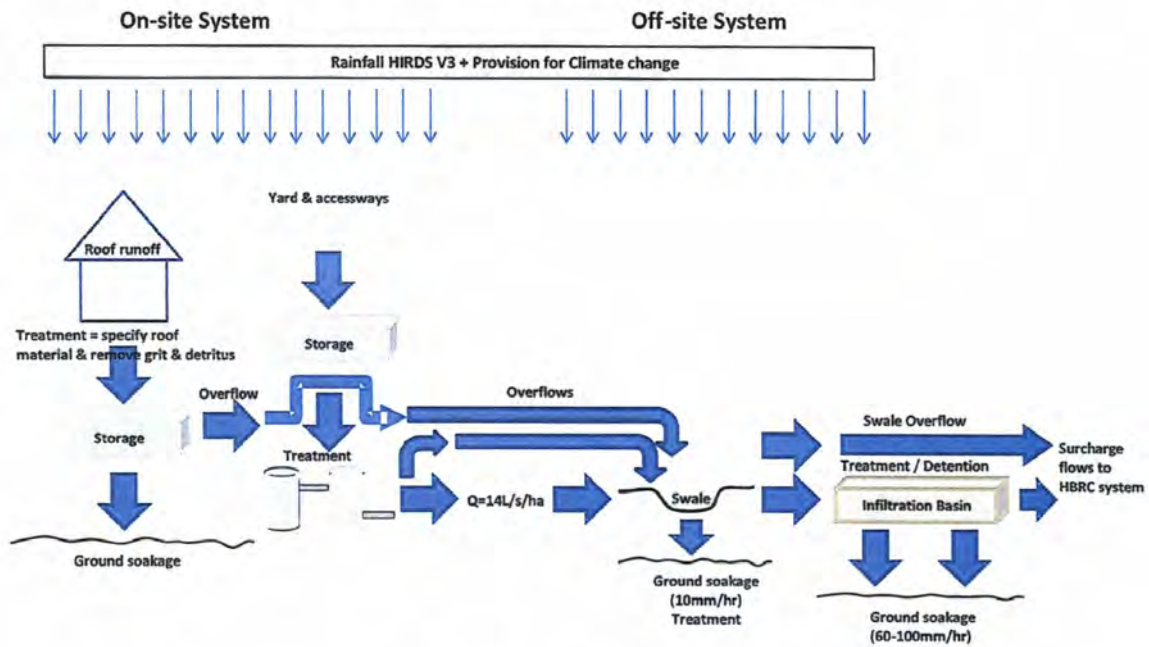 On-site System
Off-site System
Rainfall HIRDS V3 + Provision for Climate change
Yard & accessways
Roof runoff
Treatment = specify roof
material & remove grit & detritus
Storage
Overflow
Overflows
Storage
Treatment
Swale Overflow
Surcharge
flows to
HBRC system
Treatment / Detention
Q=14L/s/ha
Swale
Infiltration Basin
Ground soakage
Ground soakage
(10mm/hr)
Treatment
Ground soakage
(60-100mm/hr)